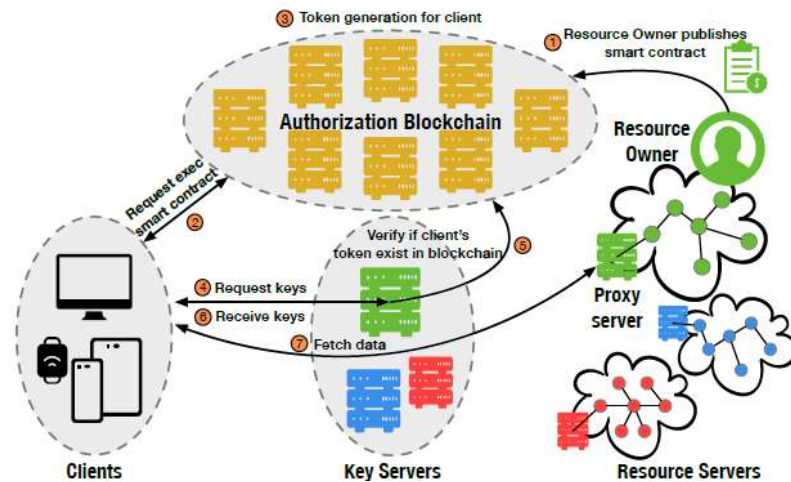 ③ Token generation for client
① Resource Owner publishes
smart contract
$
Authorization Blockchain
Resource
Owner
Request exec
smart contract
②
Verify if client's
token exist in blockchain
⑤
④ Request keys
⑥ Receive keys
⑦ Fetch data
Proxy
server
Clients
Key Servers
Resource Servers